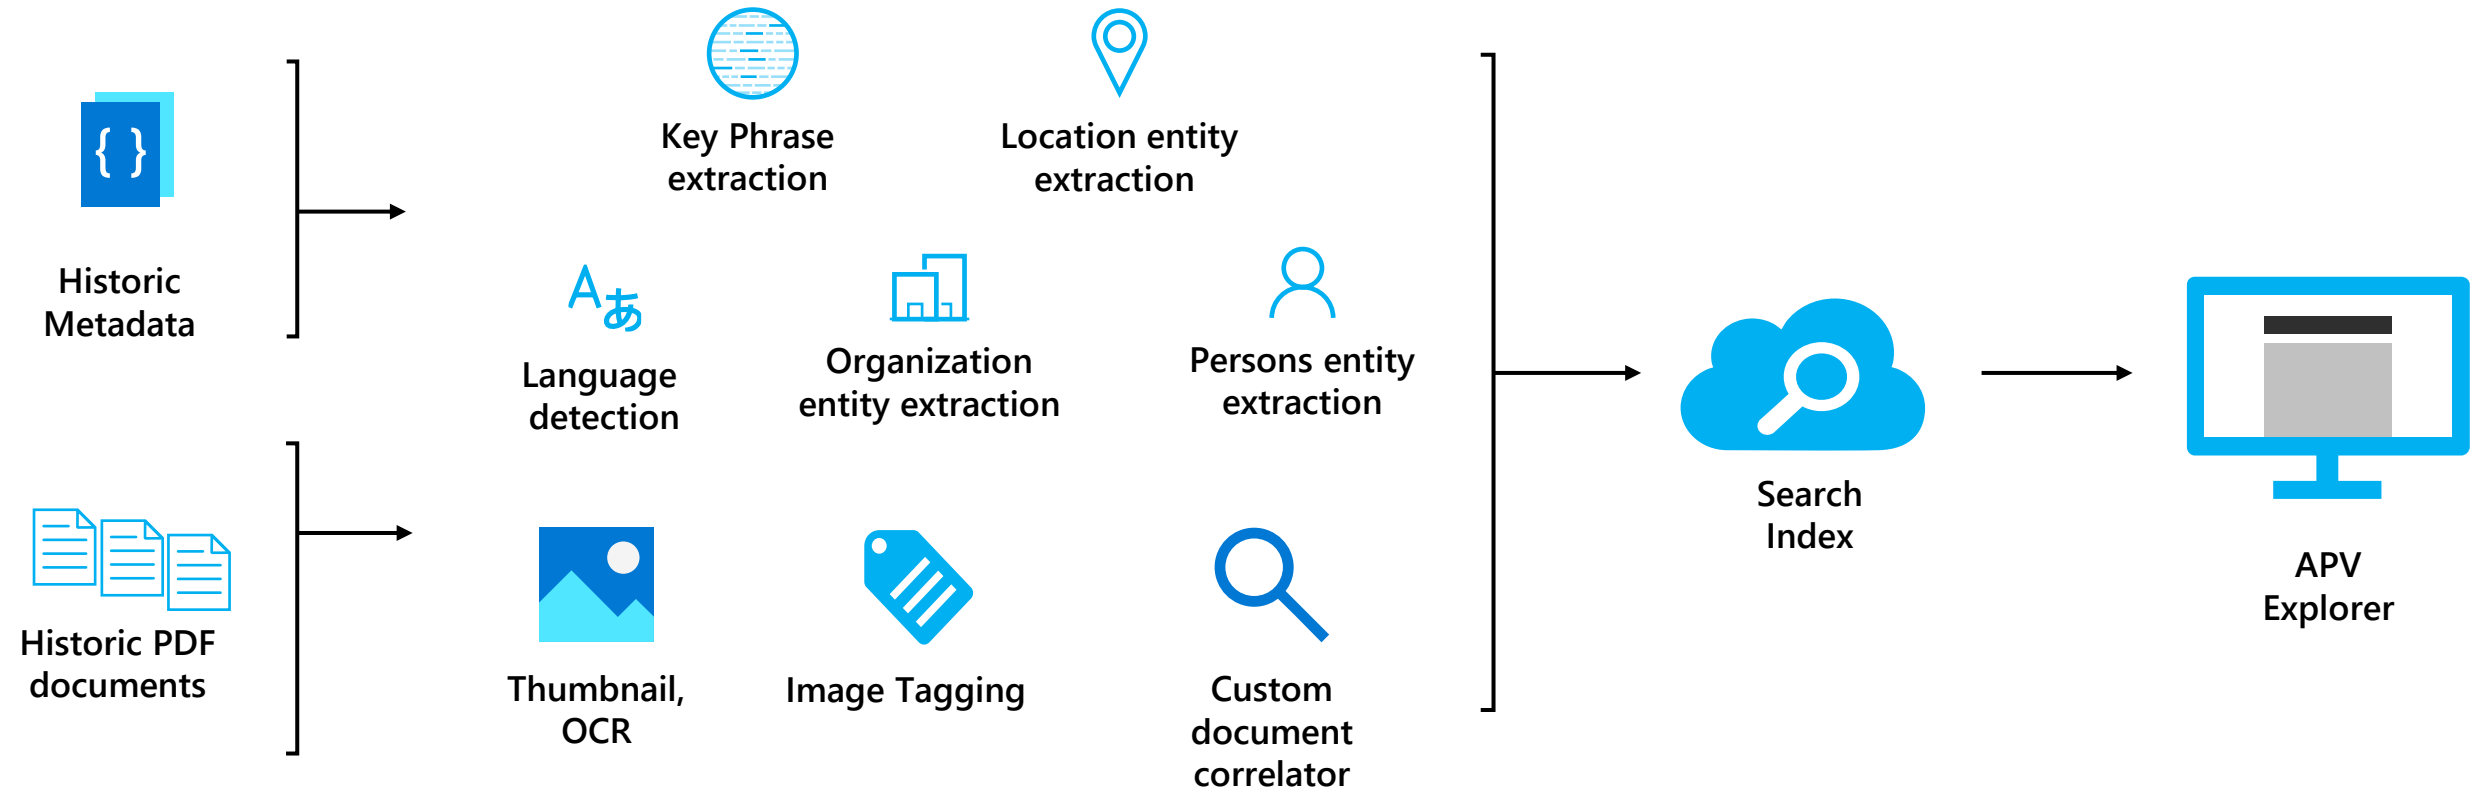 { }
Historic
Metadata
Historic PDF
documents
Key Phrase
extraction
Location entity
extraction
Aあ
Language
detection
Organization
entity extraction
Persons entity
extraction
Thumbnail,
OCR
Image Tagging
Custom
document
correlator
Search
Index
APV
Explorer